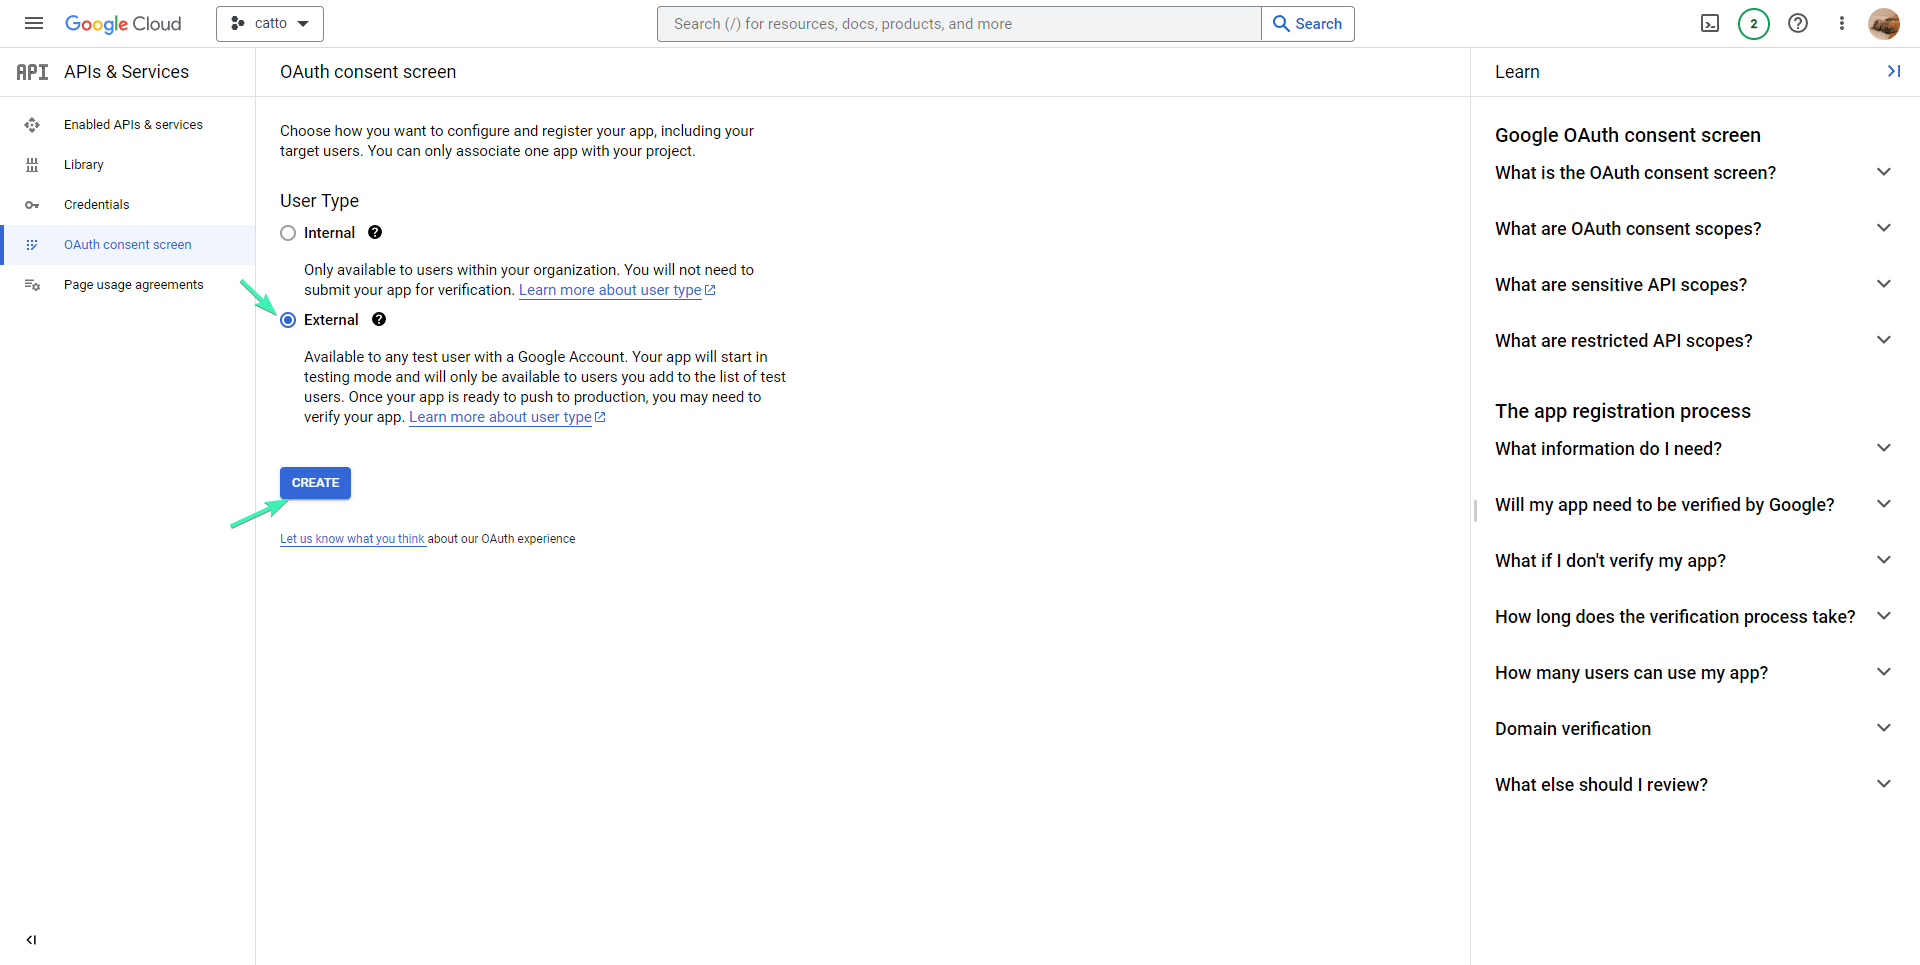 Google Cloud
catto
Search (/) for resources, docs, products, and more
Search
2
API
APIs & Services
Enabled APIs & services
Library
Credentials
OAuth consent screen
Page usage agreements
OAuth consent screen
Choose how you want to configure and register your app, including your
target users. You can only associate one app with your project.
User Type
Internal
Only available to users within your organization. You will not need to
submit your app for verification. Learn more about user type
External
Available to any test user with a Google Account. Your app will start in
testing mode and will only be available to users you add to the list of test
users. Once your app is ready to push to production, you may need to
verify your app. Learn more about user type
CREATE
Let us know what you think about our OAuth experience
Learn
Google OAuth consent screen
What is the OAuth consent screen?
What are OAuth consent scopes?
What are sensitive API scopes?
What are restricted API scopes?
The app registration process
What information do I need?
Will my app need to be verified by Google?
What if I don't verify my app?
How long does the verification process take?
How many users can use my app?
Domain verification
What else should I review?